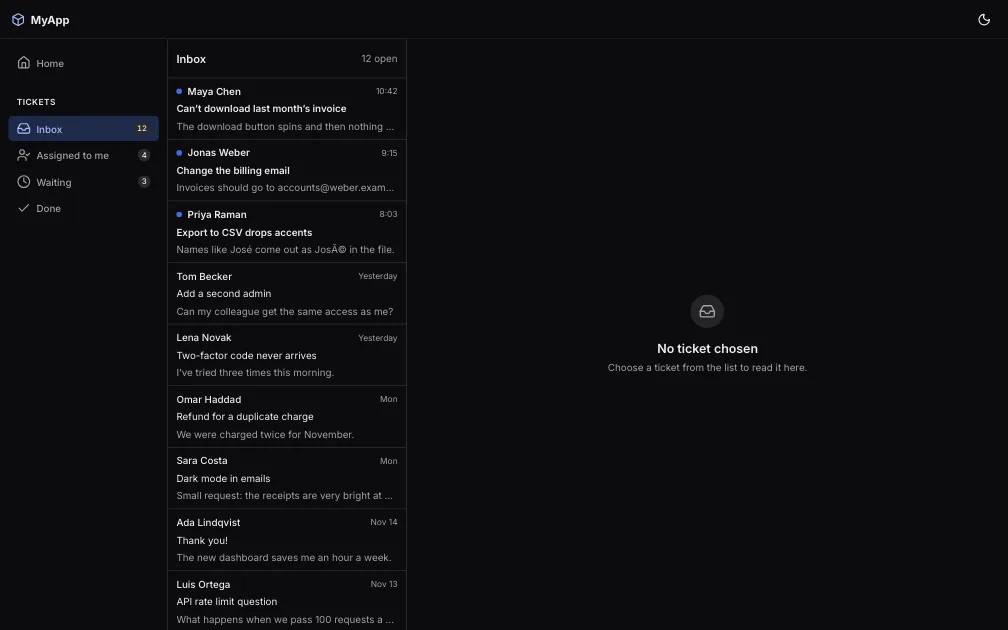 MyApp
Home
TICKETS
Inbox 12
Assigned to me 4
Waiting 3
Done
Inbox 12 open
Maya Chen 10:42
Can’t download last month’s invoice
The download button spins and then nothing ...
Jonas Weber 9:15
Change the billing email
Invoices should go to accounts@weber.exam...
Priya Raman 8:03
Export to CSV drops accents
Names like José come out as JosÃ© in the file.
Tom Becker Yesterday
Add a second admin
Can my colleague get the same access as me?
Lena Novak Yesterday
Two-factor code never arrives
I’ve tried three times this morning.
Omar Haddad Mon
Refund for a duplicate charge
We were charged twice for November.
Sara Costa Mon
Dark mode in emails
Small request: the receipts are very bright at ...
Ada Lindqvist Nov 14
Thank you!
The new dashboard saves me an hour a week.
Luis Ortega Nov 13
API rate limit question
What happens when we pass 100 requests a ...
No ticket chosen
Choose a ticket from the list to read it here.